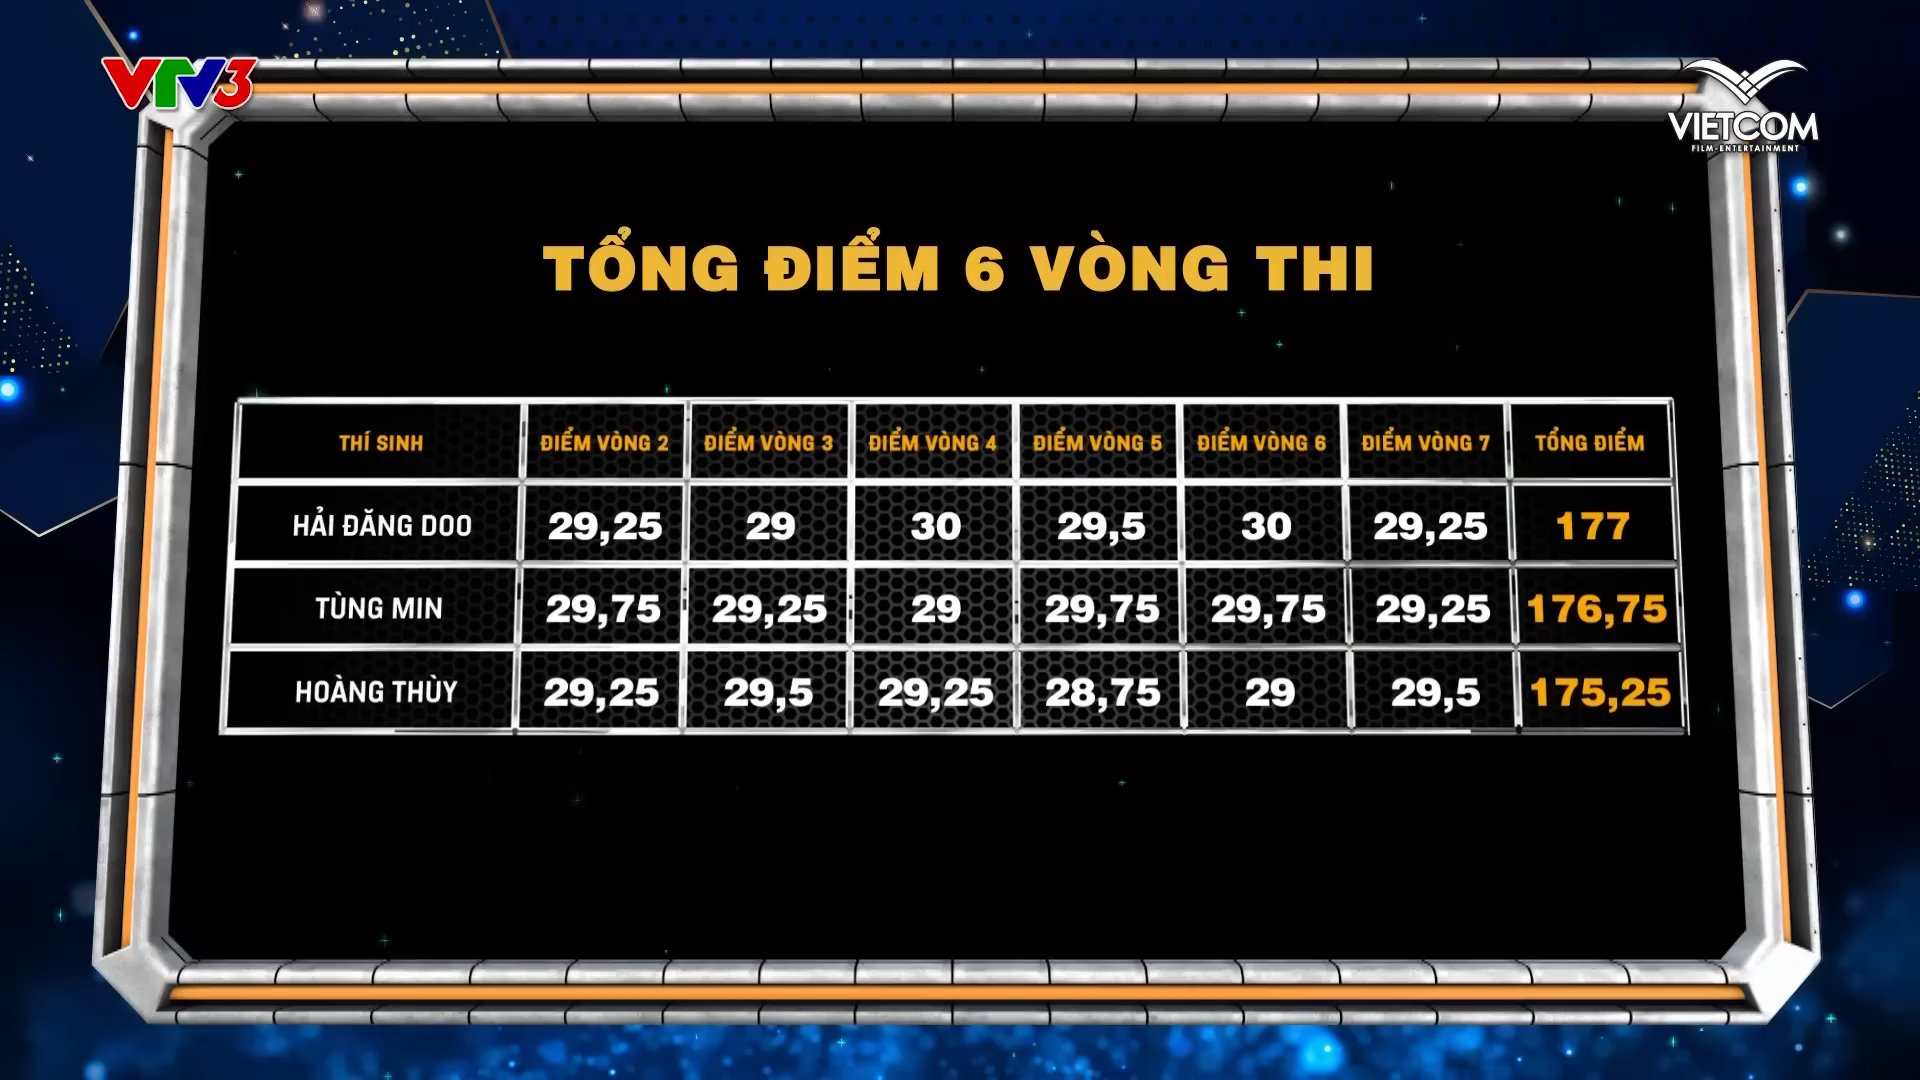 VTV3
VIETCOM
FILM-ENTERTAINMENT
TỔNG ĐIỂM 6 VÒNG THI
THÍ SINH ĐIỂM VÒNG 2 ĐIỂM VÒNG 3 ĐIỂM VÒNG 4 ĐIỂM VÒNG 5 ĐIỂM VÒNG 6 ĐIỂM VÒNG 7 TỔNG ĐIỂM
HẢI ĐĂNG DOO 29,25 29 30 29,5 30 29,25 177
TÙNG MIN 29,75 29,25 29 29,75 29,75 29,25 176,75
HOÀNG THÙY 29,25 29,5 29,25 28,75 29 29,5 175,25